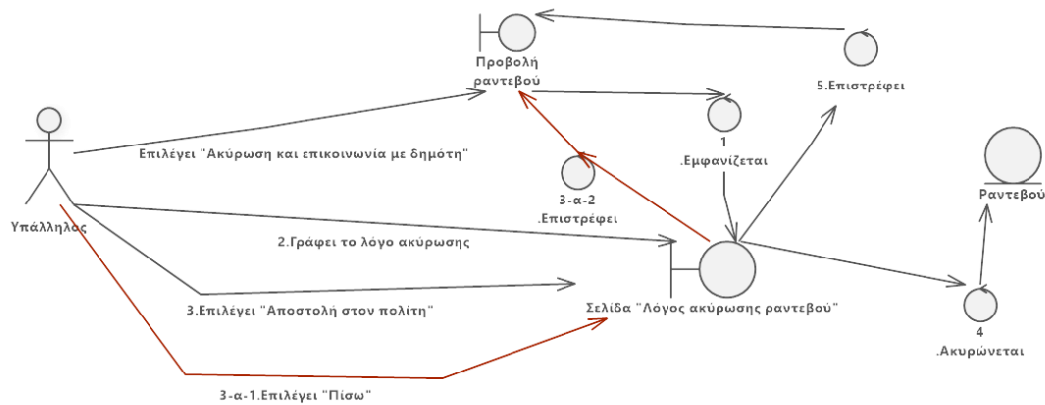 Προβολή
ραντεβού
5.Επιστρέφει
1
.Εμφανίζεται
Επιλέγει "Ακύρωση και επικοινωνία με δημότη"
Ραντεβού
3-α-2
.Επιστρέφει
Υπάλληλος
2.Γράφει το λόγο ακύρωσης
3.Επιλέγει "Αποστολή στον πολίτη"
Σελίδα "Λόγος ακύρωσης ραντεβού"
4
.Ακυρώνεται
3-α-1.Επιλέγει "Πίσω"